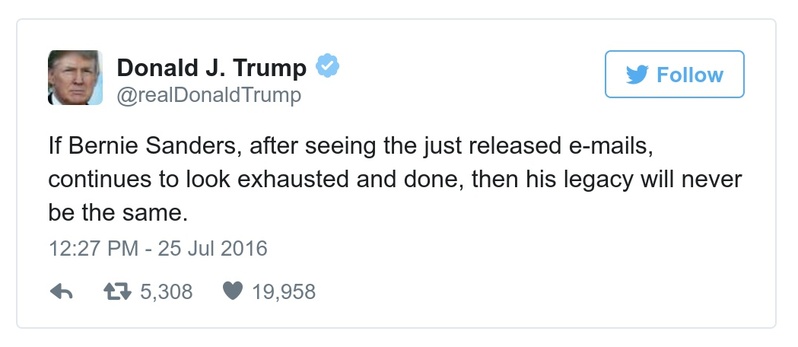 Donald J. Trump
@realDonaldTrump
Follow
If Bernie Sanders, after seeing the just released e-mails,
continues to look exhausted and done, then his legacy will never
be the same.
12:27 PM - 25 Jul 2016
5,308 19,958